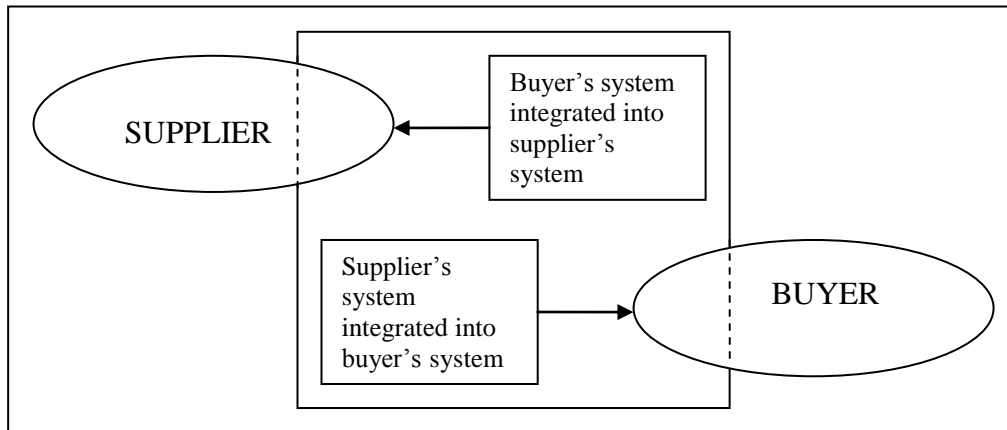 SUPPLIER
Buyer’s system
integrated into
supplier’s
system
Supplier’s
system
integrated into
buyer’s system
BUYER